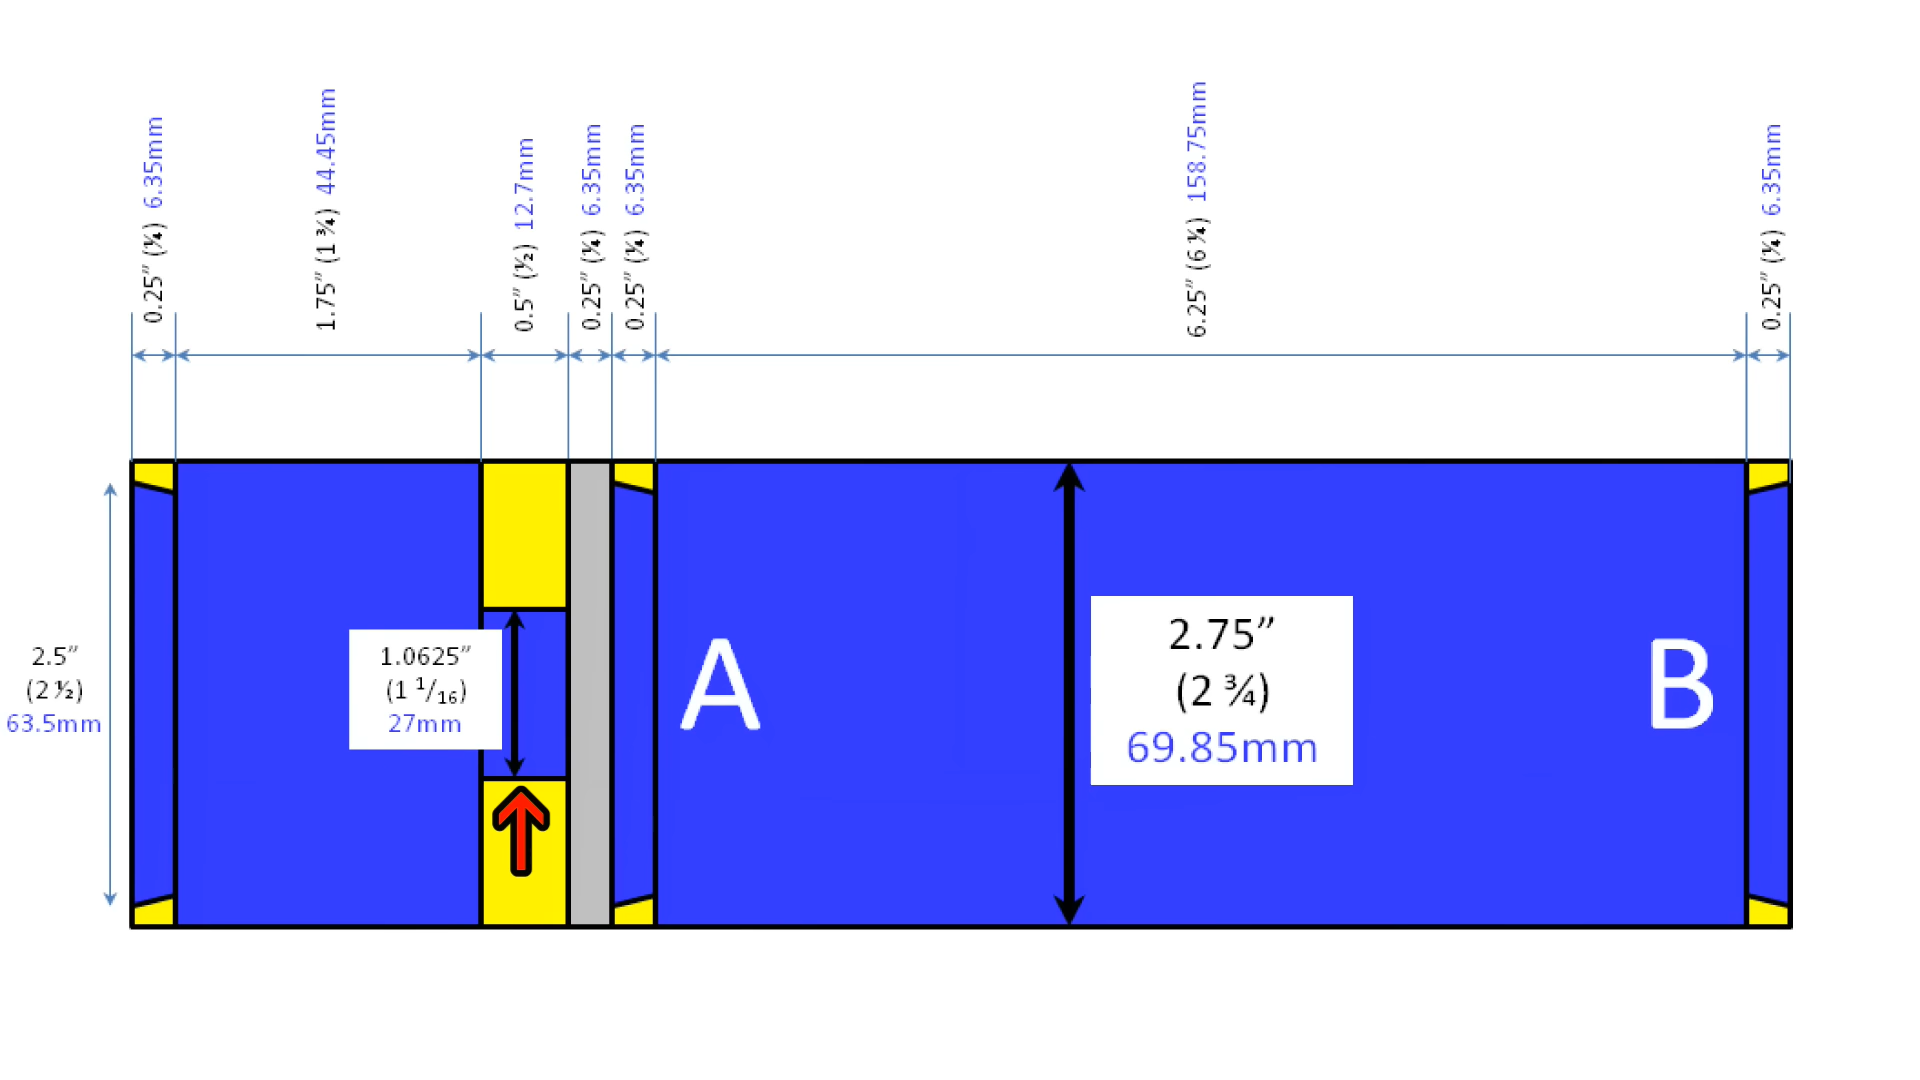 0.25” (¼) 6.35mm
1.75” (1 ¾) 44.45mm
0.5” (½) 12.7mm
0.25” (¼) 6.35mm
0.25” (¼) 6.35mm
6.25” (6 ¼) 158.75mm
0.25” (¼) 6.35mm
2.5”
(2 ½)
63.5mm
1.0625”
(1 1/16)
27mm
A
2.75”
(2 ¾)
69.85mm
B